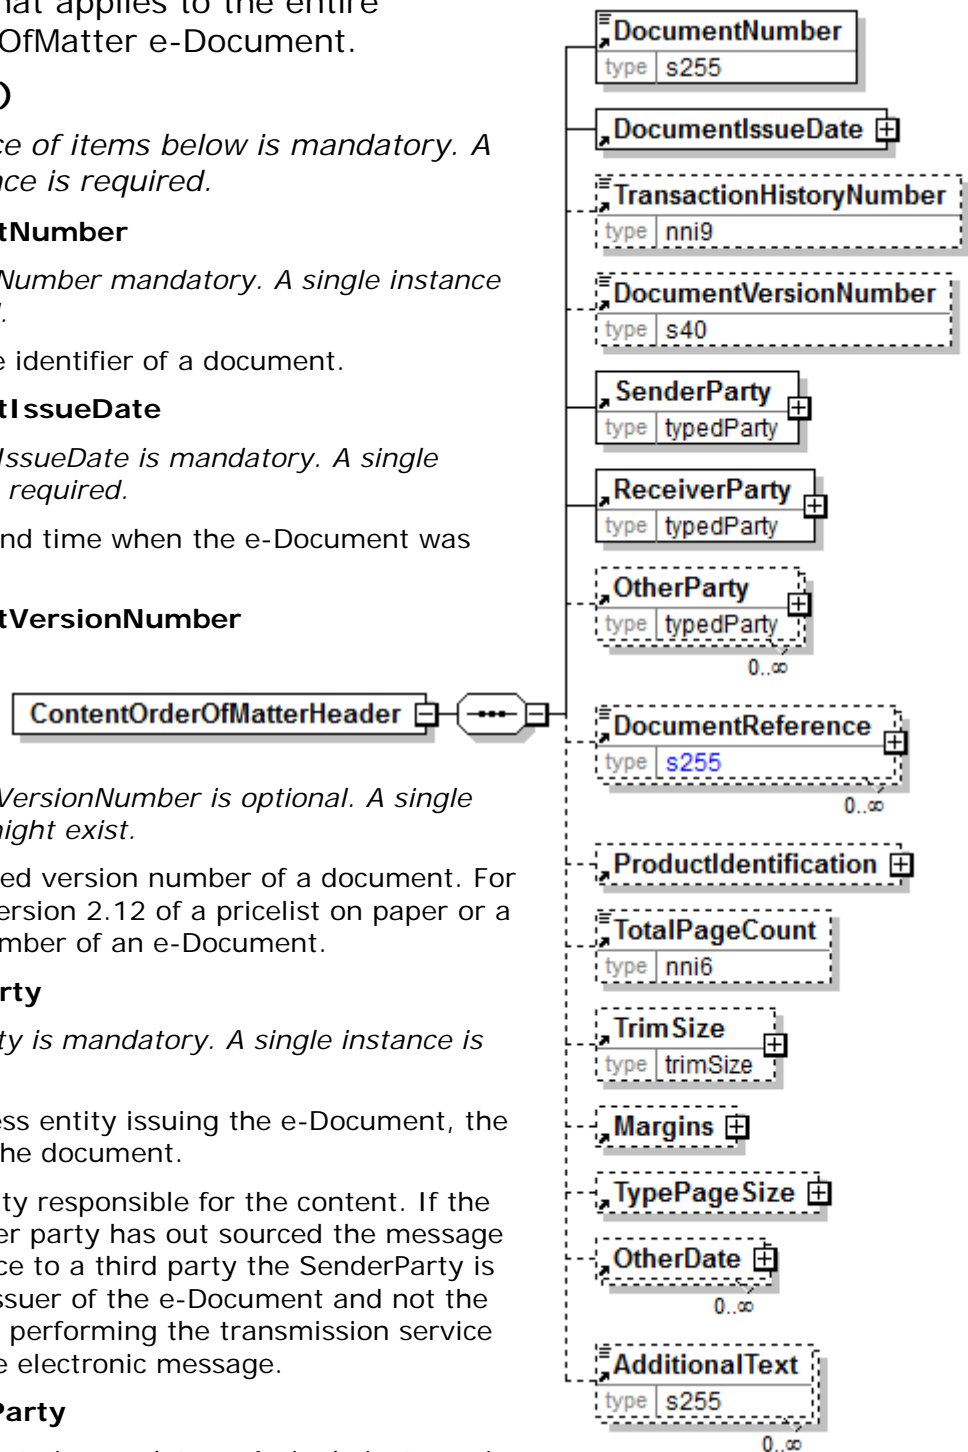 hat applies to the entire
OfMatter e-Document.
)
ce of items below is mandatory. A
nce is required.
tNumber
Number mandatory. A single instance
e identifier of a document.
tIssueDate
IssueDate is mandatory. A single
required.
nd time when the e-Document was
tVersionNumber
VersionNumber is optional. A single
might exist.
ed version number of a document. For
ersion 2.12 of a pricelist on paper or a
mber of an e-Document.
rty
ty is mandatory. A single instance is
ess entity issuing the e-Document, the
the document.
ty responsible for the content. If the
er party has out sourced the message
ce to a third party the SenderParty is
ssuer of the e-Document and not the
performing the transmission service
e electronic message.
Party
ContentOrderOfMatterHeader
DocumentNumber
type s255
DocumentIssueDate
TransactionHistoryNumber
type nni9
DocumentVersionNumber
type s40
SenderParty
type typedParty
ReceiverParty
type typedParty
OtherParty
type typedParty
0..∞
DocumentReference
type s255
0..∞
ProductIdentification
TotalPageCount
type nni6
TrimSize
type trimSize
Margins
TypePageSize
OtherDate
0..∞
AdditionalText
type s255
0..∞